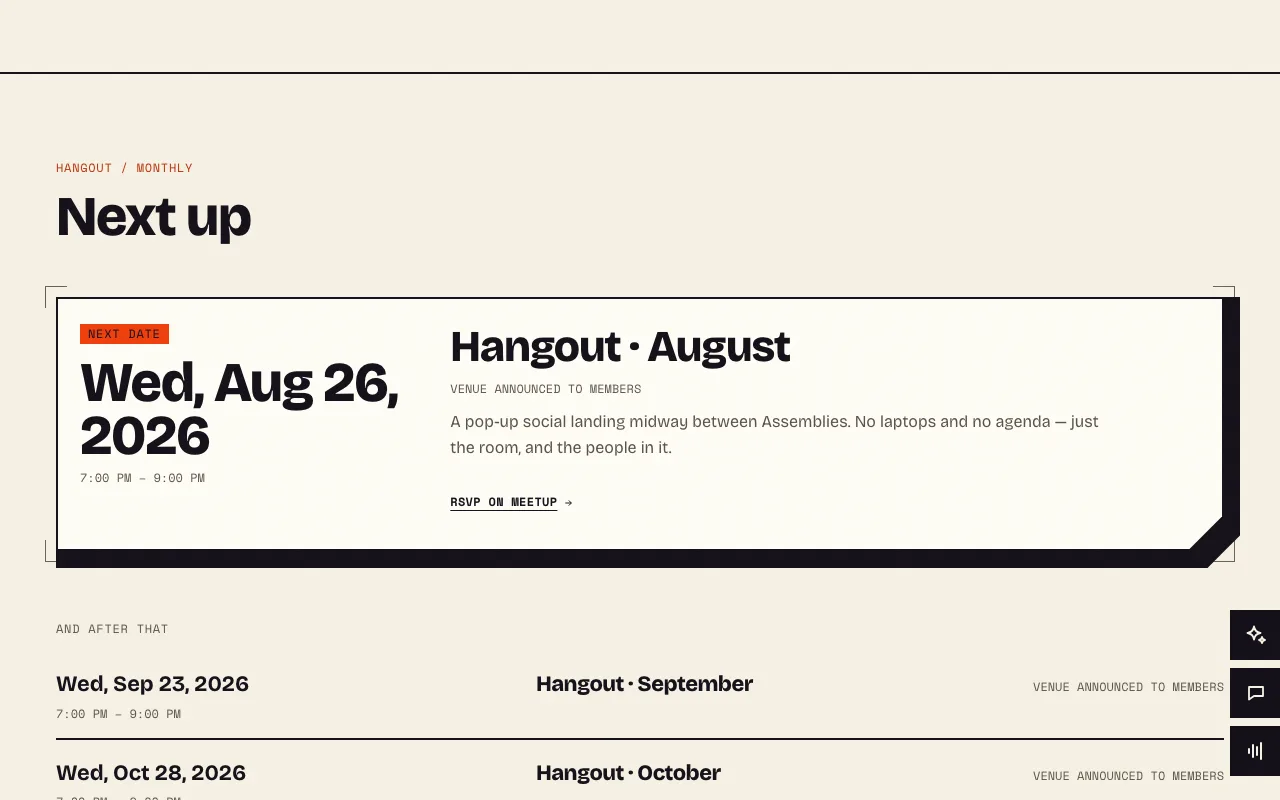 HANGOUT / MONTHLY
Next up
NEXT DATE
Wed, Aug 26,
2026
7:00 PM – 9:00 PM
Hangout · August
VENUE ANNOUNCED TO MEMBERS
A pop-up social landing midway between Assemblies. No laptops and no agenda — just
the room, and the people in it.
RSVP ON MEETUP →
AND AFTER THAT
Wed, Sep 23, 2026
7:00 PM – 9:00 PM
Hangout · September
VENUE ANNOUNCED TO MEMBERS
Wed, Oct 28, 2026
Hangout · October
VENUE ANNOUNCED TO MEMBERS